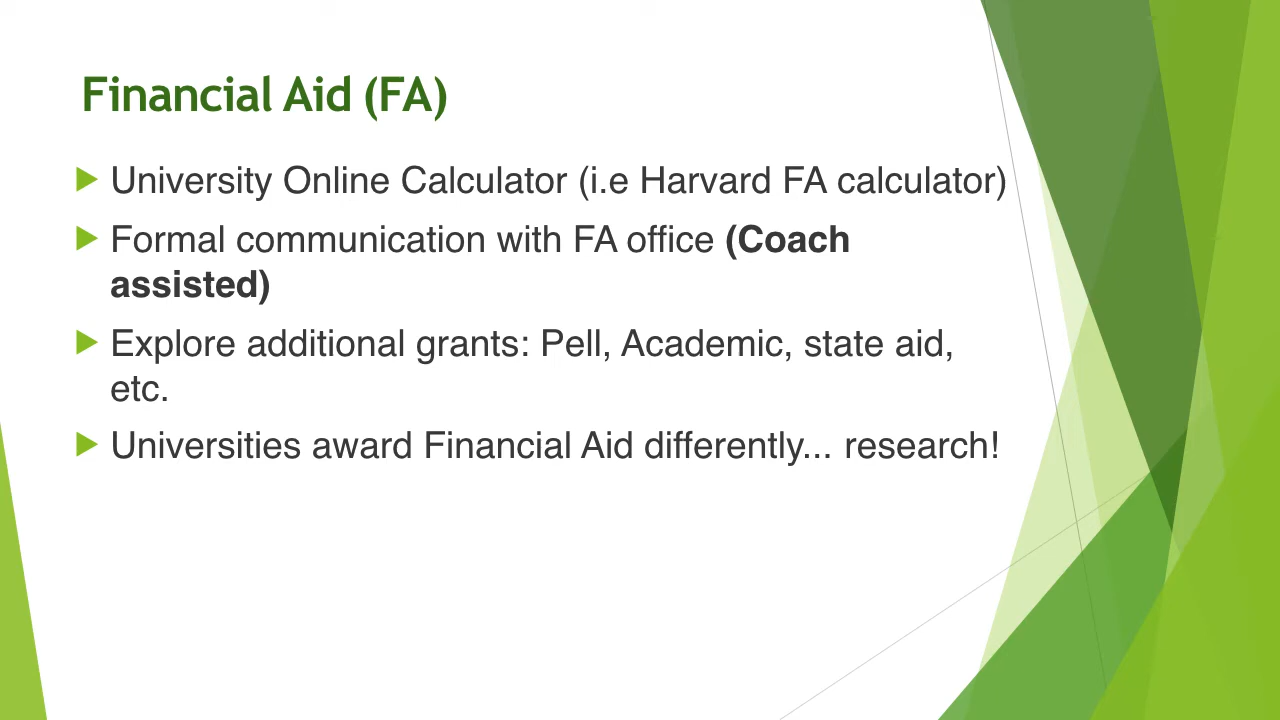 Financial Aid (FA)
University Online Calculator (i.e Harvard FA calculator)
Formal communication with FA office (Coach
assisted)
Explore additional grants: Pell, Academic, state aid,
etc.
Universities award Financial Aid differently... research!